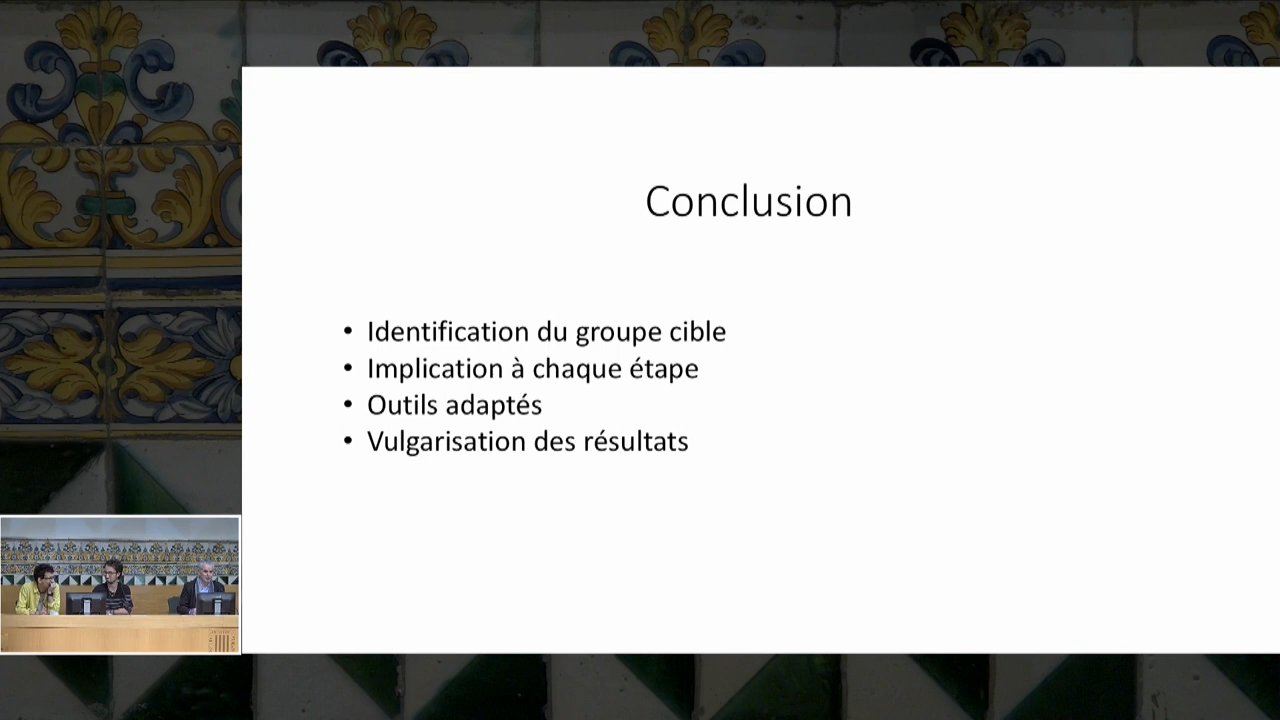 Conclusion
• Identification du groupe cible
• Implication à chaque étape
• Outils adaptés
• Vulgarisation des résultats